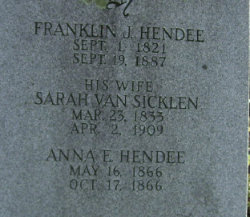 FRANKLIN J. HENDEE
SEPT. 1, 1821
SEPT. 19, 1887
HIS WIFE
SARAH VAN SICKLEN
MAR. 23, 1833
APR. 2, 1909
ANNA E. HENDEE
MAY 16, 1866
OCT. 17, 1866